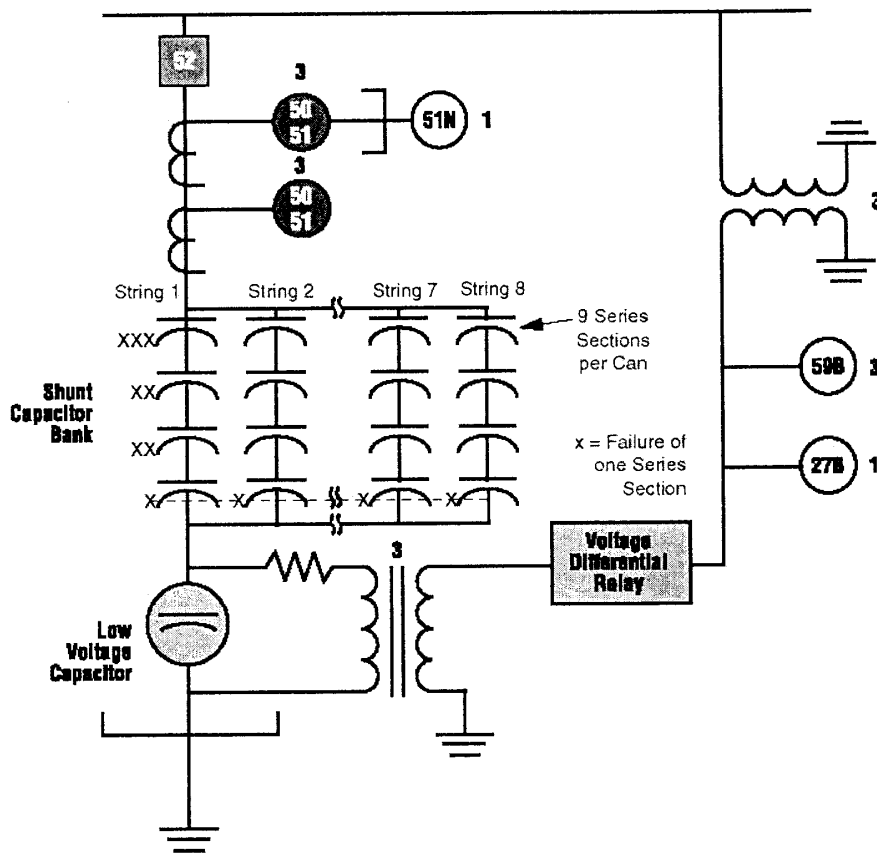 52
3
50
51
51N
1
3
50
51
String 1
String 2
String 7
String 8
XXX
XX
XX
X
X
X
X
9 Series
Sections
per Can
Shunt
Capacitor
Bank
x = Failure of
one Series
Section
59B
3
27B
1
3
Voltage
Differential
Relay
Low
Voltage
Capacitor